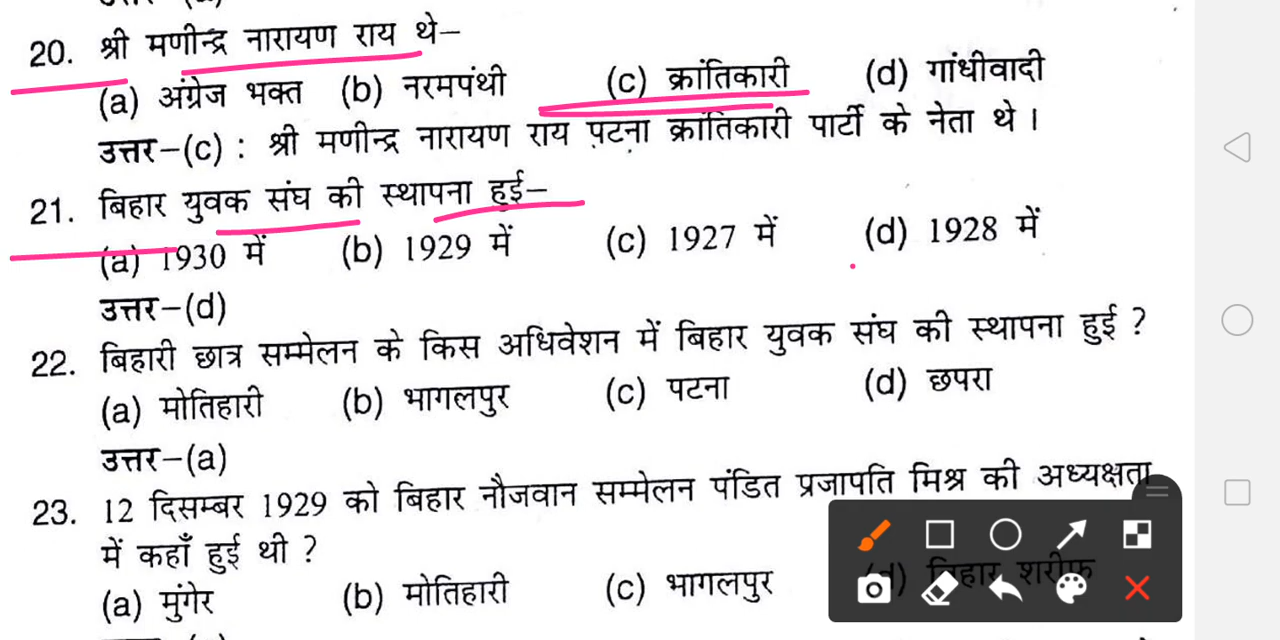 20. श्री मणीन्द्र नारायण राय थे–
(a) अंग्रेज भक्त (b) नरमपंथी (c) क्रांतिकारी (d) गांधीवादी
उत्तर–(c) : श्री मणीन्द्र नारायण राय पटना क्रांतिकारी पार्टी के नेता थे।
21. बिहार युवक संघ की स्थापना हुई–
(a) 1930 में (b) 1929 में (c) 1927 में (d) 1928 में
उत्तर–(d)
22. बिहारी छात्र सम्मेलन के किस अधिवेशन में बिहार युवक संघ की स्थापना हुई ?
(a) मोतिहारी (b) भागलपुर (c) पटना (d) छपरा
उत्तर–(a)
23. 12 दिसम्बर 1929 को बिहार नौजवान सम्मेलन पंडित प्रजापति मिश्र की अध्यक्षता
में कहाँ हुई थी ?
(a) मुंगेर (b) मोतिहारी (c) भागलपुर (d) बिहार शरीफ